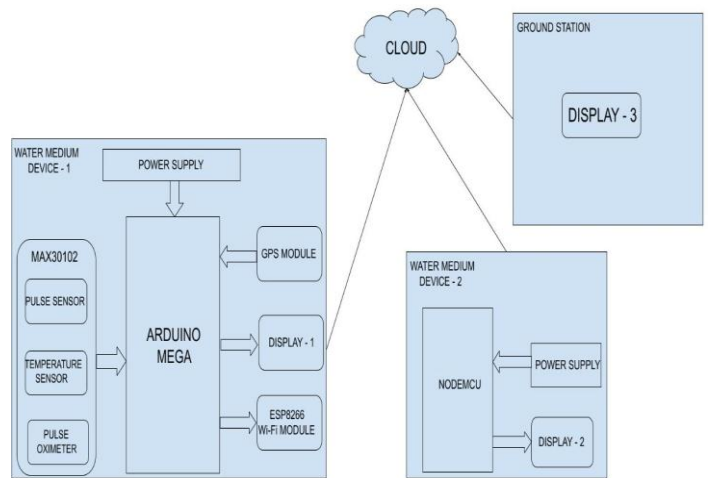 CLOUD
GROUND STATION
DISPLAY - 3
WATER MEDIUM
DEVICE - 1
POWER SUPPLY
MAX30102
PULSE SENSOR
TEMPERATURE
SENSOR
PULSE
OXIMETER
ARDUINO
MEGA
GPS MODULE
DISPLAY - 1
ESP8266
Wi-Fi MODULE
WATER MEDIUM
DEVICE - 2
NODEMCU
POWER SUPPLY
DISPLAY - 2